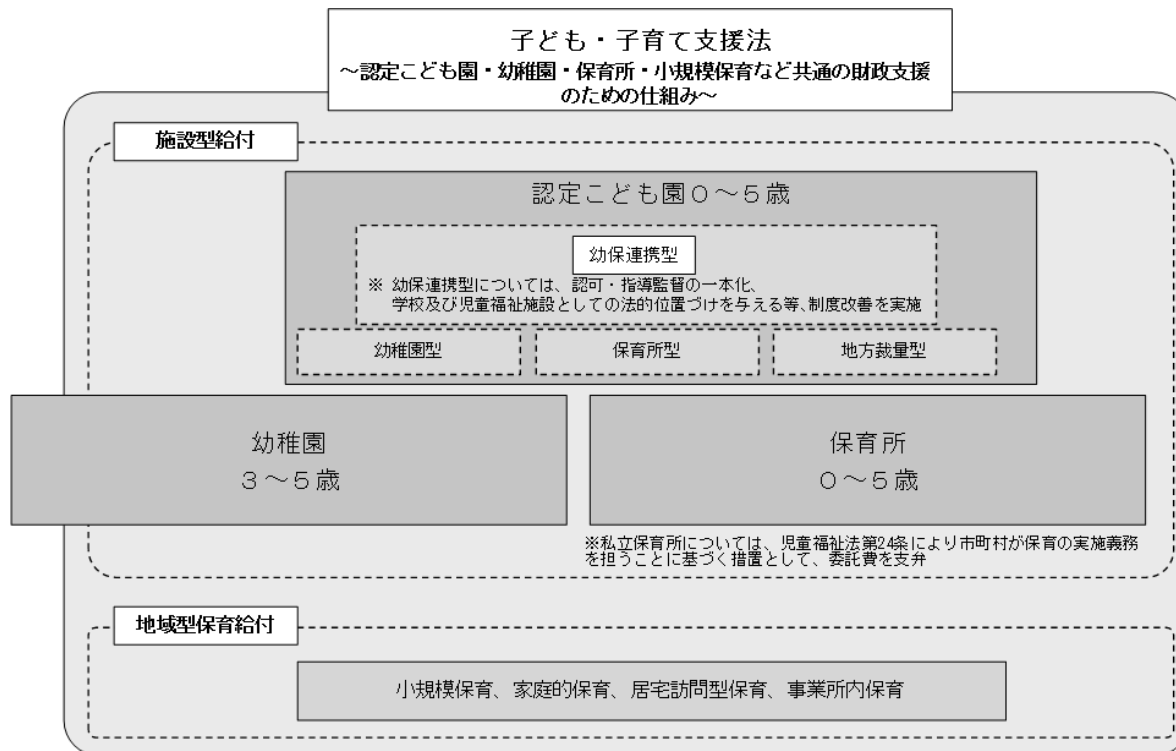 子ども・子育て支援法
～認定こども園・幼稚園・保育所・小規模保育など共通の財政支援
のための仕組み～
施設型給付
認定こども園０～５歳
幼保連携型
※ 幼保連携型については、認可・指導監督の一本化、
学校及び児童福祉施設としての法的位置づけを与える等、制度改善を実施
幼稚園型
保育所型
地方裁量型
幼稚園
３～５歳
保育所
０～５歳
※私立保育所については、児童福祉法第24条により市町村が保育の実施義務
を担うことに基づく措置として、委託費を支弁
地域型保育給付
小規模保育、家庭的保育、居宅訪問型保育、事業所内保育